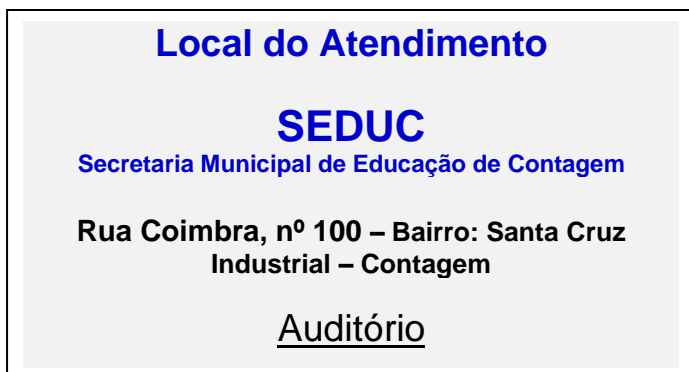 Local do Atendimento
SEDUC
Secretaria Municipal de Educação de Contagem
Rua Coimbra, nº 100 – Bairro: Santa Cruz
Industrial – Contagem
Auditório